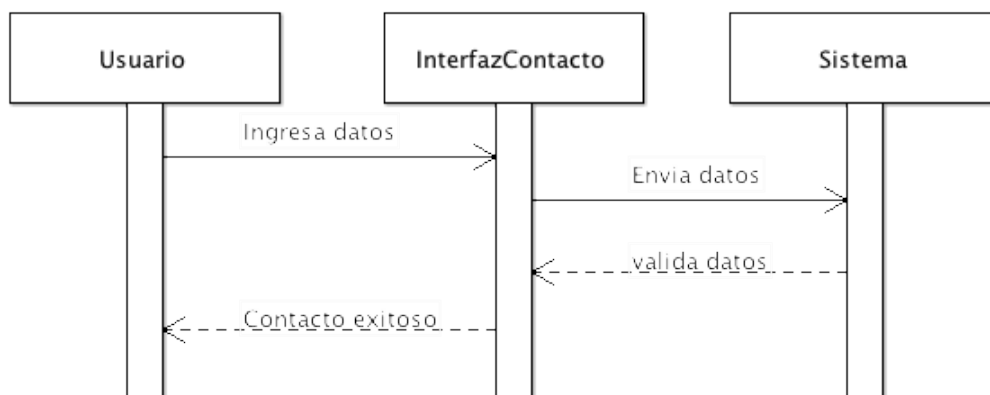 Usuario
InterfazContacto
Sistema
Ingresa datos
Envia datos
valida datos
Contacto exitoso